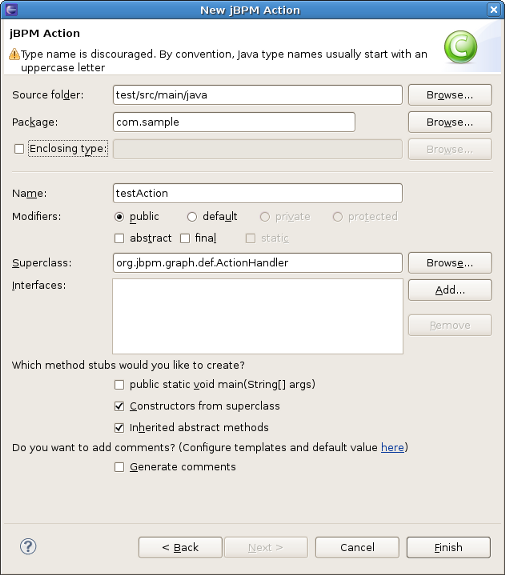 New jBPM Action
jBPM Action
Type name is discouraged. By convention, Java type names usually start with an
uppercase letter
Source folder: test/src/main/java Browse...
Package: com.sample Browse...
Enclosing type: Browse...
Name: testAction
Modifiers: public default private protected
abstract final static
Superclass: org.jbpm.graph.def.ActionHandler Browse...
Interfaces: Add...
Remove
Which method stubs would you like to create?
public static void main(String[] args)
Constructors from superclass
Inherited abstract methods
Do you want to add comments? (Configure templates and default value here)
Generate comments
? < Back Next > Cancel Finish